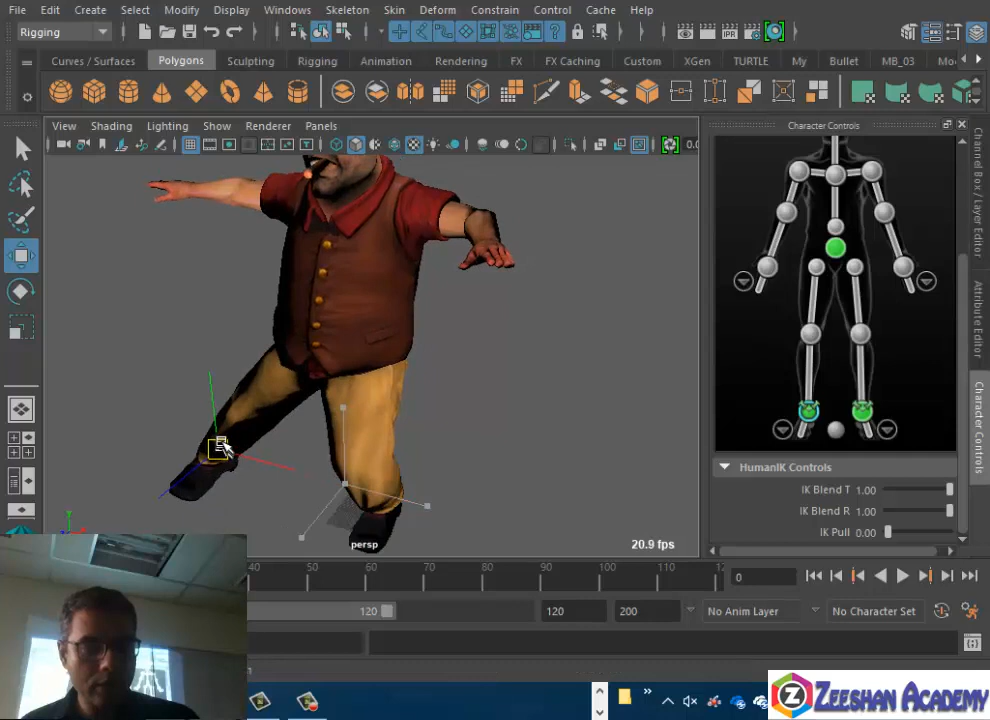 File Edit Create Select Modify Display Windows Skeleton Skin Deform Constrain Control Cache Help
Rigging
Curves / Surfaces Polygons Sculpting Rigging Animation Rendering FX FX Caching Custom XGen TURTLE My Bullet MB_03 Mo
View Shading Lighting Show Renderer Panels
Character Controls
IPR
0.0
Channel Box / Layer Editor
Attribute Editor
Character Controls
HumanIK Controls
IK Blend T 1.00
IK Blend R 1.00
IK Pull 0.00
persp
20.9 fps
40 50 60 70 80 90 100 110 12
0
120 120 200 No Anim Layer No Character Set
ZEESHAN ACADEMY